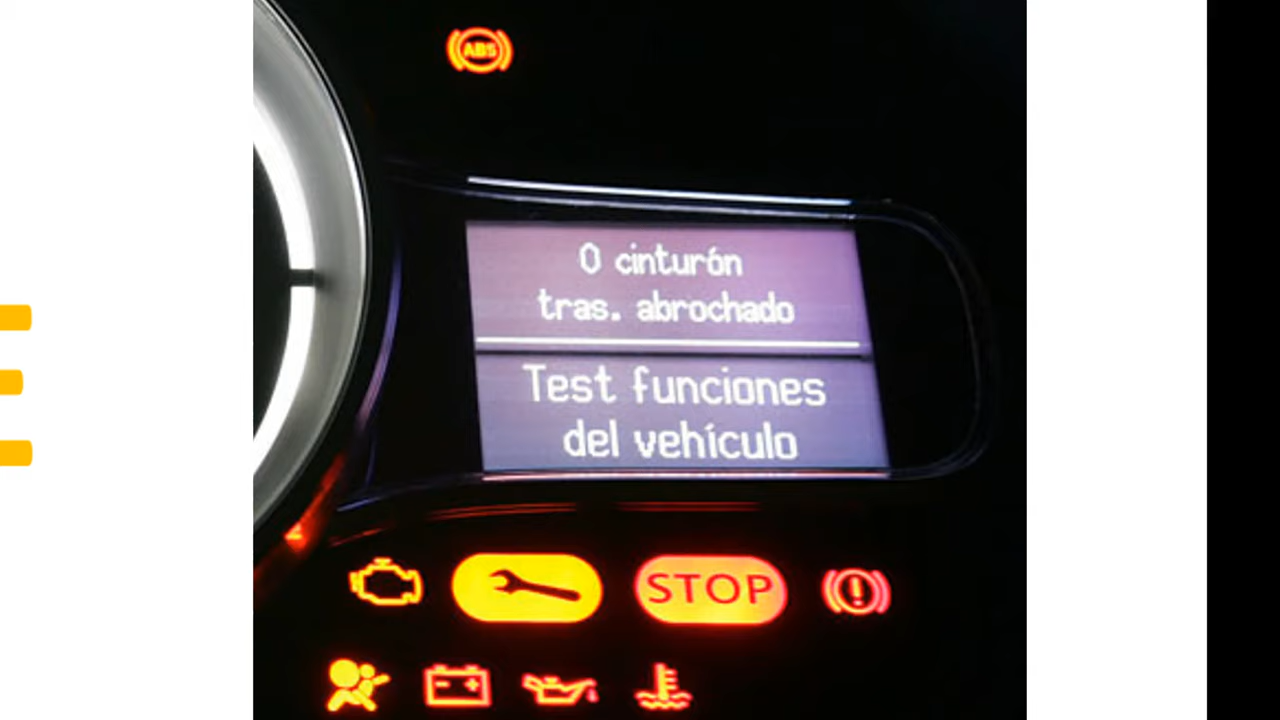 ABS
0 cinturón
tras. abrochado
Test funciones
del vehículo
STOP